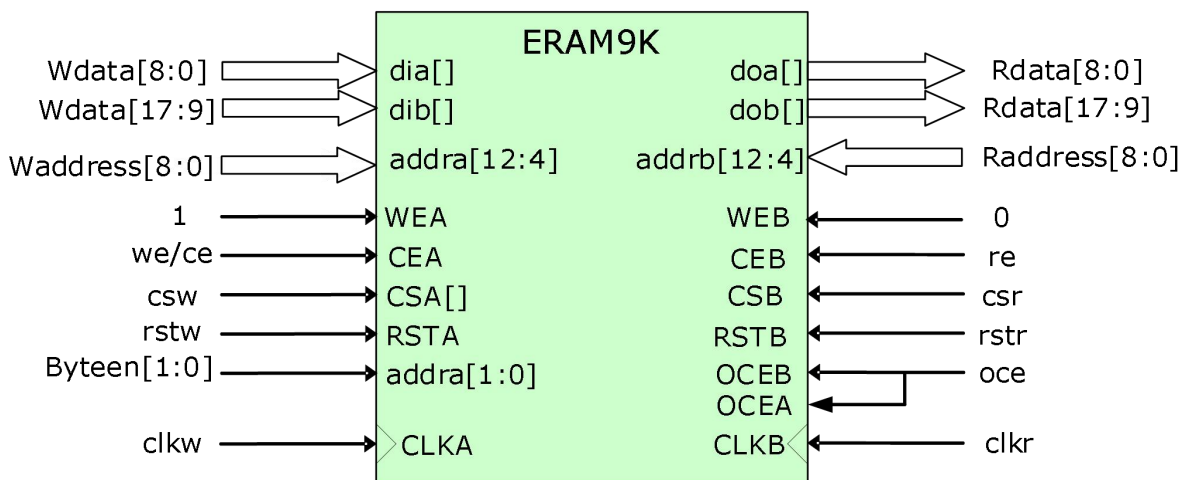 ERAM9K
Wdata[8:0] dia[] doa[] Rdata[8:0]
Wdata[17:9] dib[] dob[] Rdata[17:9]
Waddress[8:0] addra[12:4] addrb[12:4] Raddress[8:0]
1 WEA WEB 0
we/ce CEA CEB re
csw CSA[] CSB csr
rstw RSTA RSTB rstr
Byteen[1:0] addra[1:0] OCEB oce
OCEA
clkw CLKA CLKB clkr